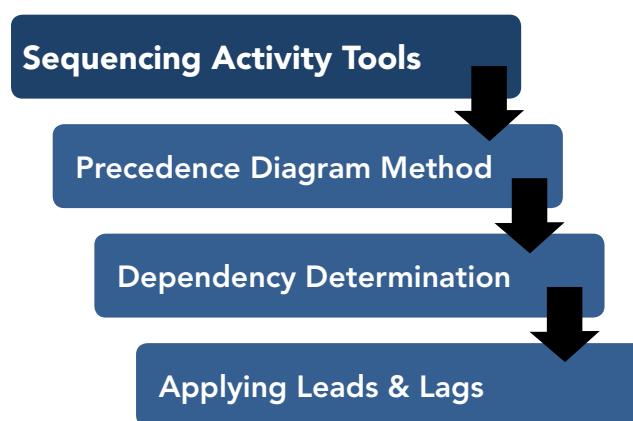 Sequencing Activity Tools
Precedence Diagram Method
Dependency Determination
Applying Leads & Lags